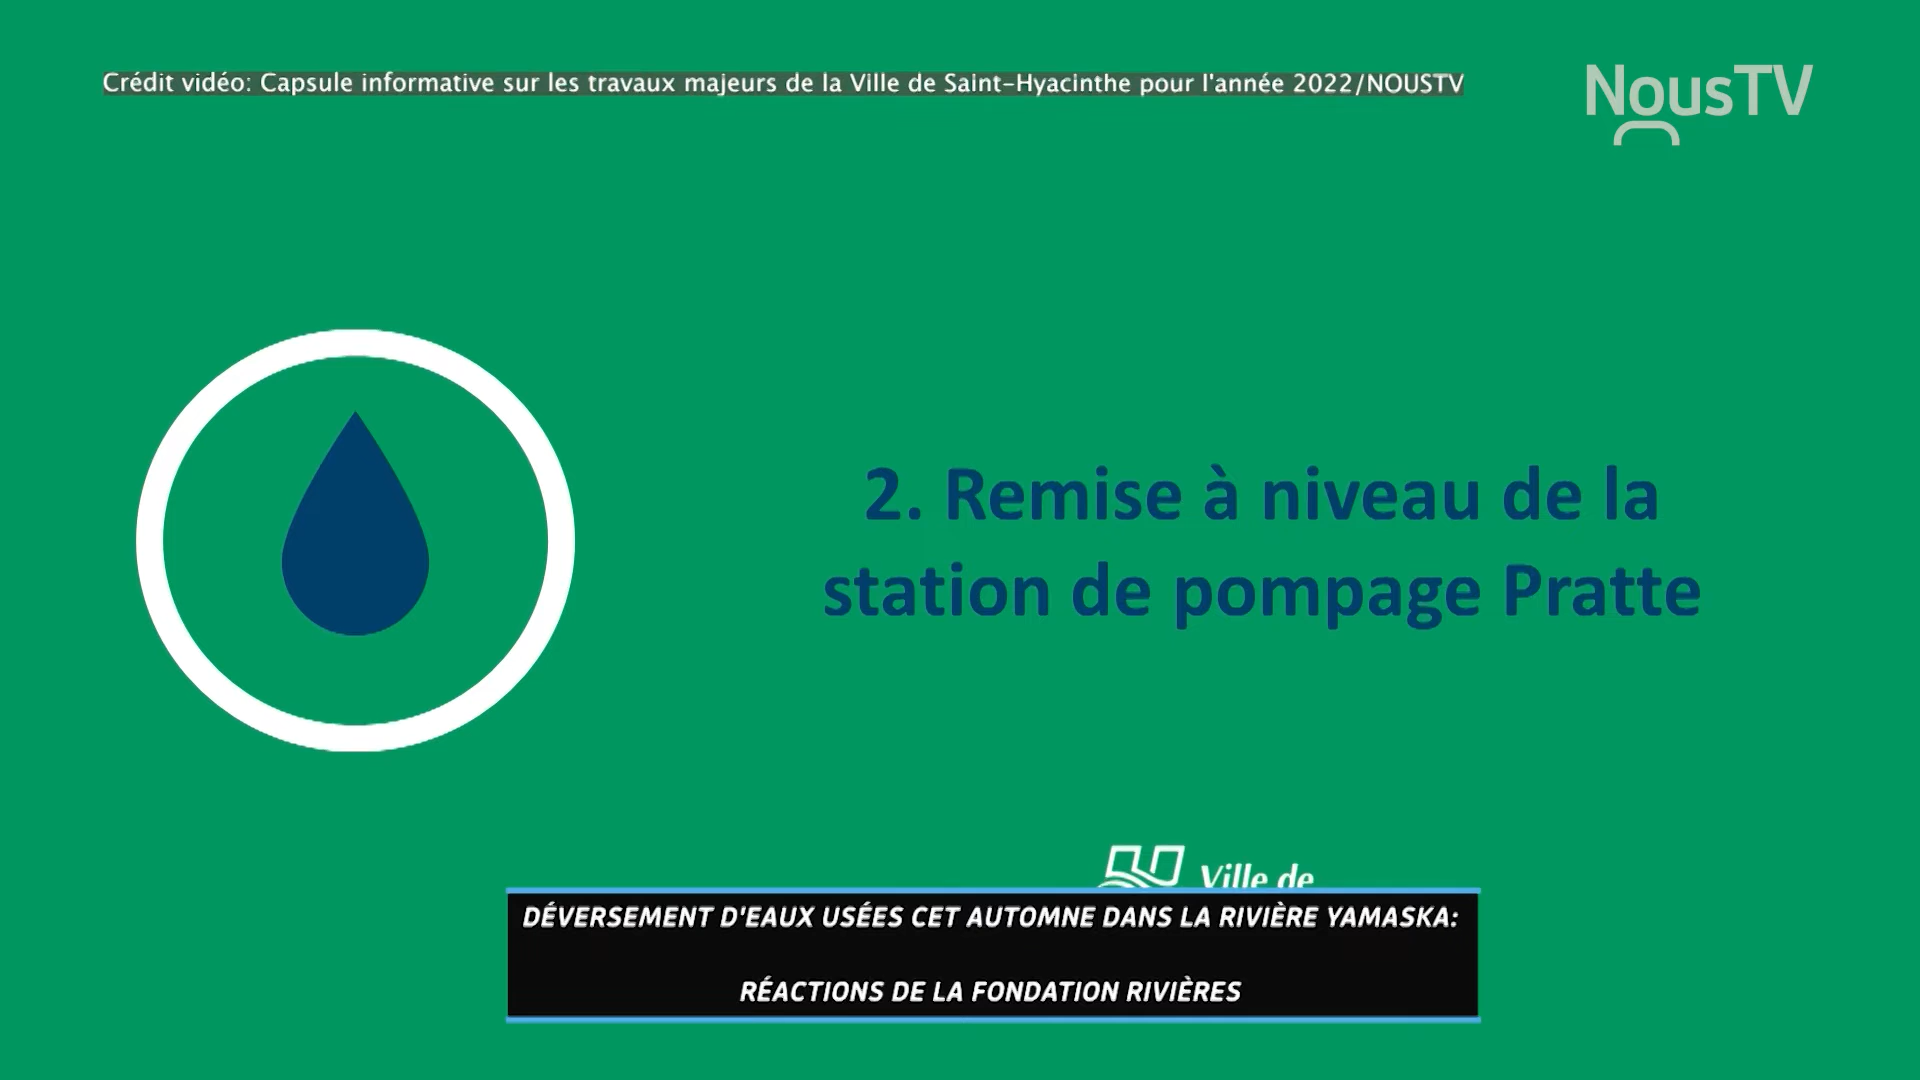 Crédit vidéo: Capsule informative sur les travaux majeurs de la Ville de Saint-Hyacinthe pour l'année 2022/NOUSTV
NousTV
2. Remise à niveau de la
station de pompage Pratte
Ville de
DÉVERSEMENT D'EAUX USÉES CET AUTOMNE DANS LA RIVIÈRE YAMASKA:
RÉACTIONS DE LA FONDATION RIVIÈRES